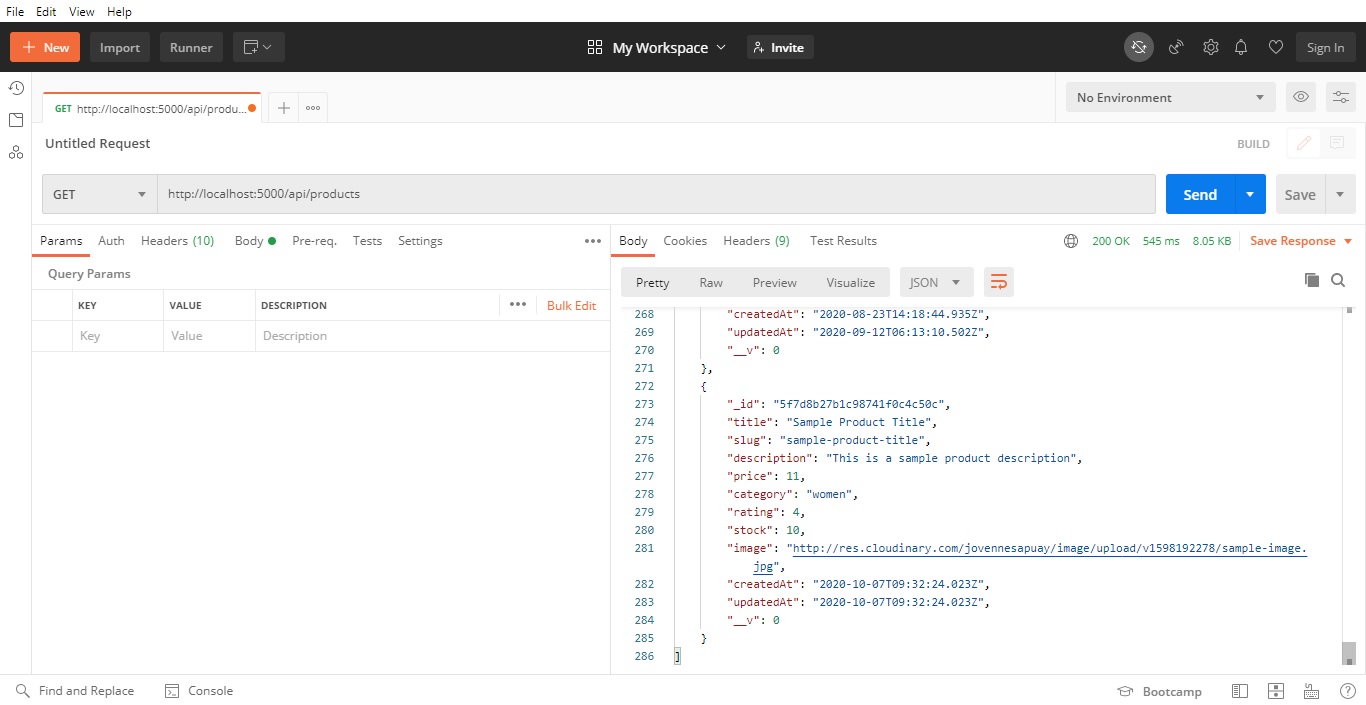 File Edit View Help
New Import Runner My Workspace Invite Sign In
GET http://localhost:5000/api/produ... No Environment
Untitled Request BUILD
GET http://localhost:5000/api/products Send Save
Params Auth Headers (10) Body Pre-req. Tests Settings
Query Params
KEY VALUE DESCRIPTION Bulk Edit
Key Value Description
Body Cookies Headers (9) Test Results 200 OK 545 ms 8.05 KB Save Response
Pretty Raw Preview Visualize JSON
268 "createdAt": "2020-08-23T14:18:44.935Z",
269 "updatedAt": "2020-09-12T06:13:10.502Z",
270 "__v": 0
271 },
272 {
273 "_id": "5f7d8b27b1c98741f0c4c50c",
274 "title": "Sample Product Title",
275 "slug": "sample-product-title",
276 "description": "This is a sample product description",
277 "price": 11,
278 "category": "women",
279 "rating": 4,
280 "stock": 10,
281 "image": "http://res.cloudinary.com/jovennesapuay/image/upload/v1598192278/sample-image.
jpg",
282 "createdAt": "2020-10-07T09:32:24.023Z",
283 "updatedAt": "2020-10-07T09:32:24.023Z",
284 "__v": 0
285 }
286 ]
Find and Replace Console Bootcamp